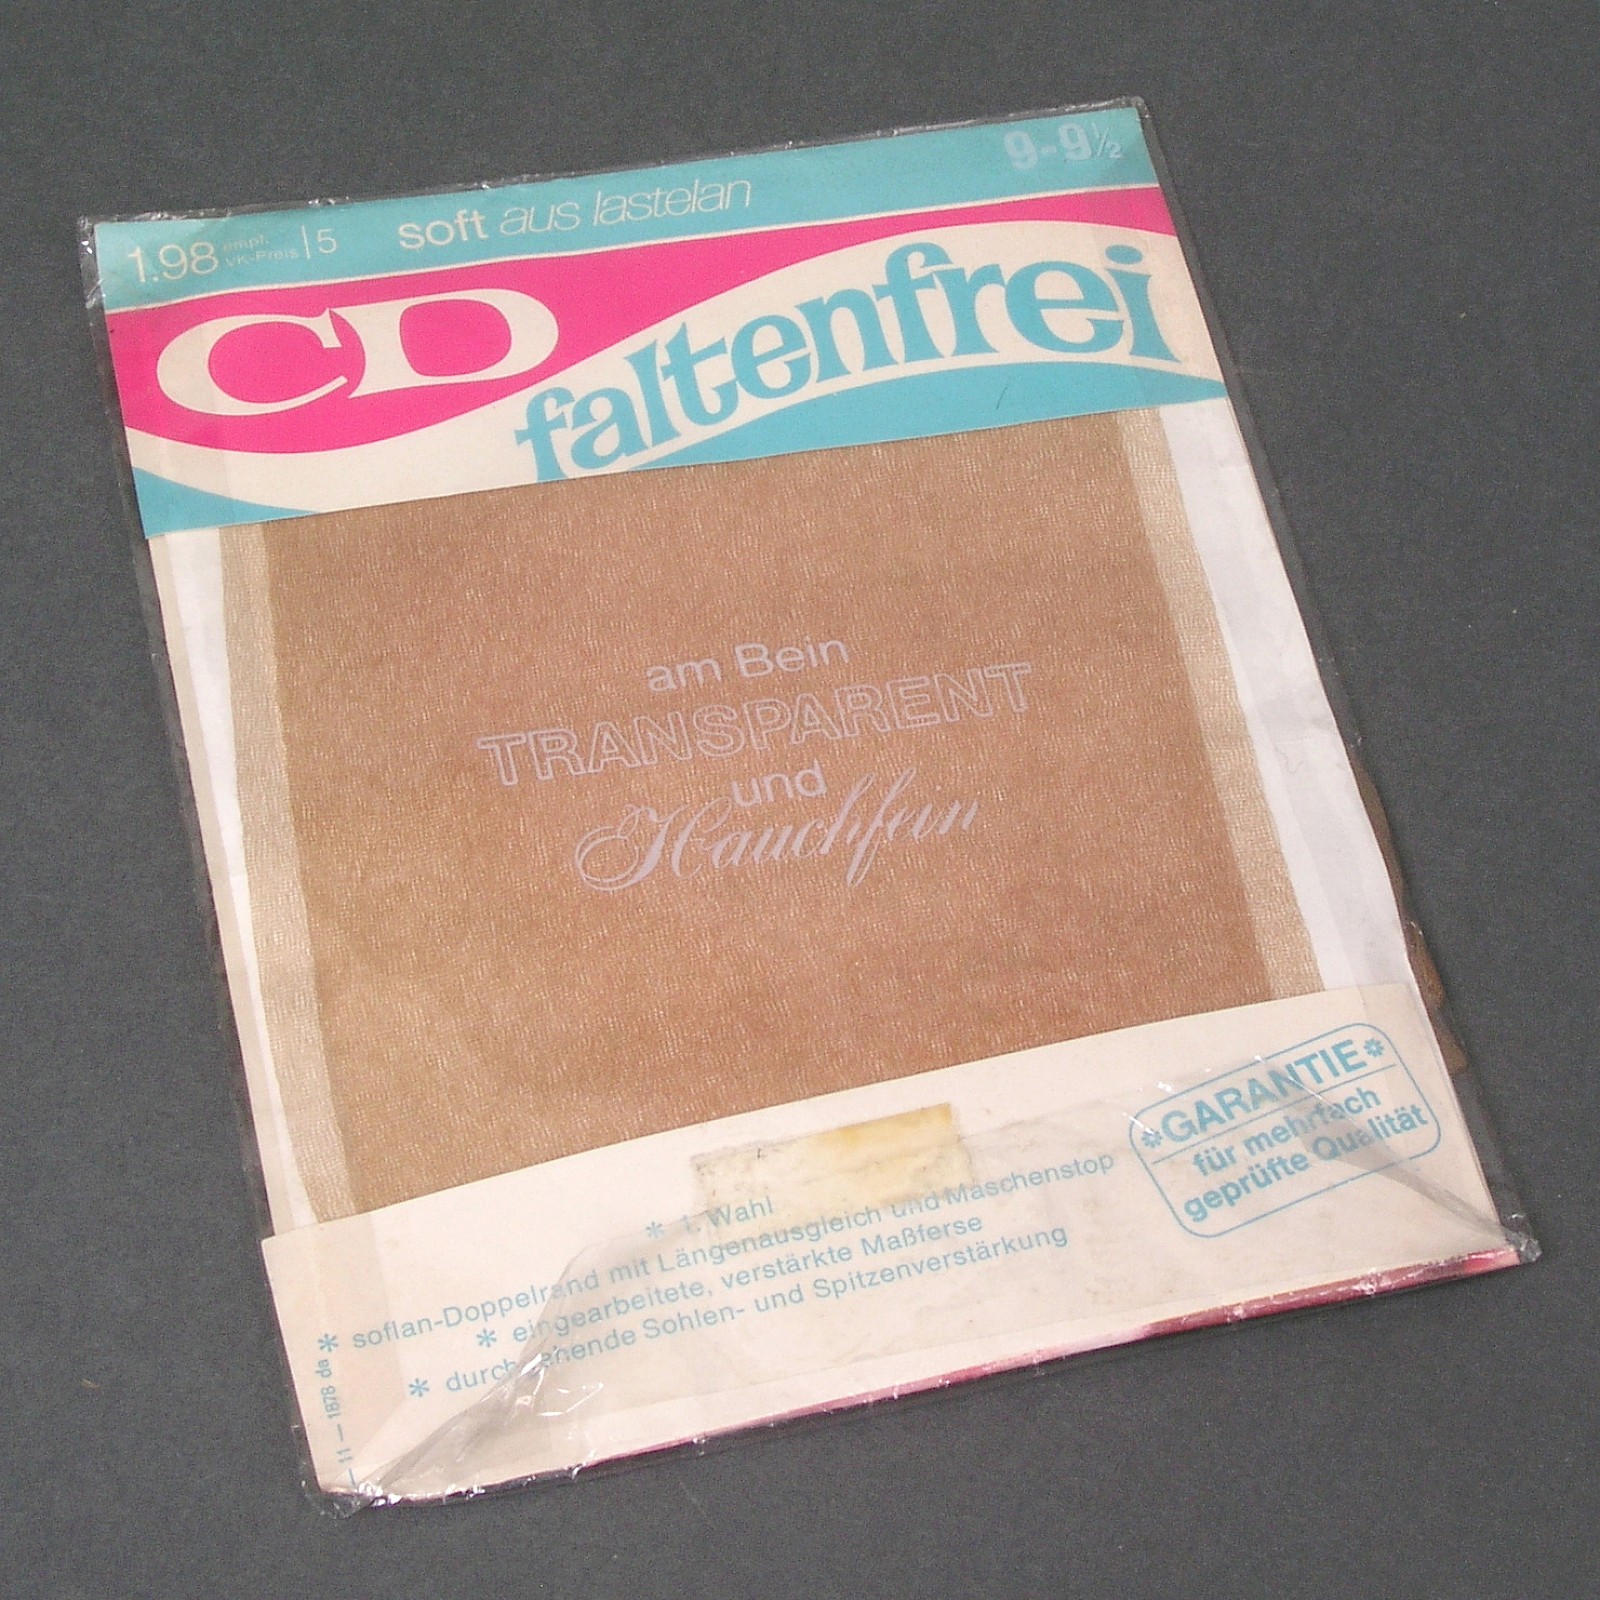 9-9½
soft aus lastelan
1.98 empf. VK-Preis | 5
CD
faltenfrei
am Bein
TRANSPARENT
und
Hauchfein
* GARANTIE *
für mehrfach
geprüfte Qualität
* 1. Wahl
* soflan-Doppelrand mit Längenausgleich und Maschenstop
* eingearbeitete, verstärkte Maßferse
* durchgehende Sohlen- und Spitzenverstärkung
— 11 — 1878 da